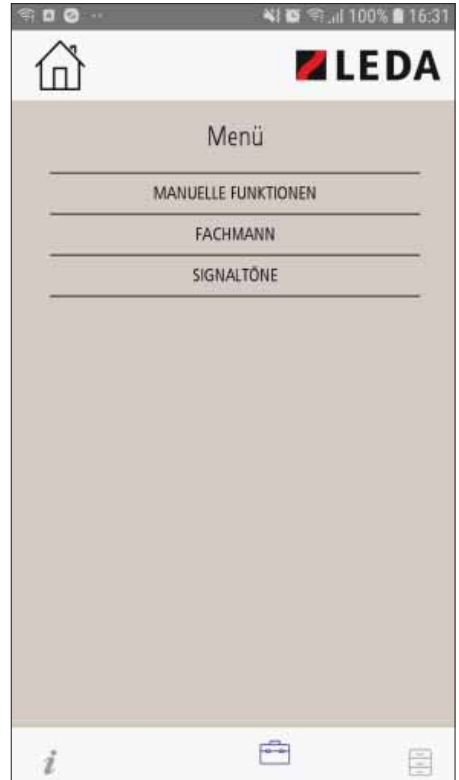 100% 16:31
LEDA
Menü
MANUELLE FUNKTIONEN
FACHMANN
SIGNALTÖNE
i